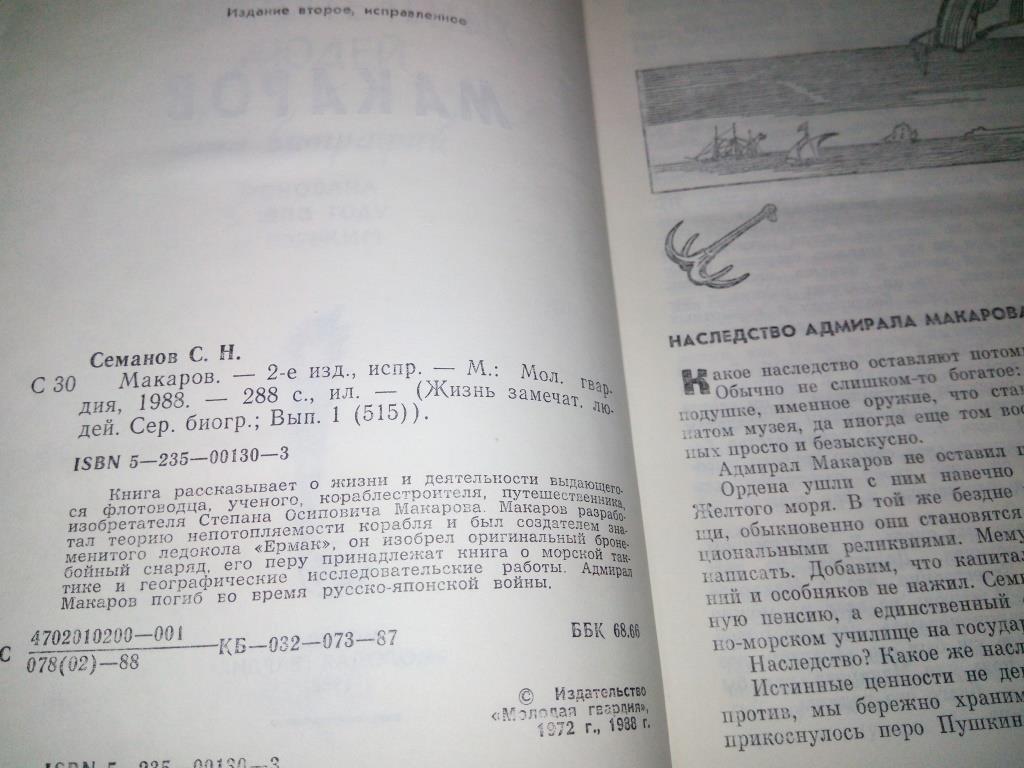 Издание второе, исправленное
МАКАРОВ
Семанов С. Н.
С 30 Макаров. — 2-е изд., испр. — М.: Мол. гвар-
дия, 1988. — 288 с., ил. — (Жизнь замечат. лю-
дей. Сер. биогр.; Вып. 1 (515)).
ISBN 5—235—00130—3
Книга рассказывает о жизни и деятельности выдающего-
ся флотоводца, ученого, кораблестроителя, путешественника,
изобретателя Степана Осиповича Макарова. Макаров разрабо-
тал теорию непотопляемости корабля и был создателем зна-
менитого ледокола «Ермак», он изобрел оригинальный броне-
бойный снаряд, его перу принадлежат книга о морской так-
тике и географические исследовательские работы. Адмирал
Макаров погиб во время русско-японской войны.
С 4702010200—001
078(02)—88
КБ—032—073—87
ББК 68.66
© Издательство
«Молодая гвардия»,
1972 г., 1988 г.
ISBN 5—235—00130—3
НАСЛЕДСТВО АДМИРАЛА МАКАРОВА
Какое наследство оставляют потом
Обычно не слишком-то богатое:
подушке, именное оружие, что стан
натом музея, да иногда еще том вос
ных просто и безыскусно.
Адмирал Макаров не оставил
Ордена ушли с ним навечно
Желтого моря. В той же бездне
щи, обыкновенно они становятся
циональными реликвиями. Мему
написать. Добавим, что капитал
ний и особняков не нажил. Сем
ную пенсию, а единственный
но-морском училище на государ
Наследство? Какое же насл
Истинные ценности не де
против, мы бережно храним
прикоснулось перо Пушкин